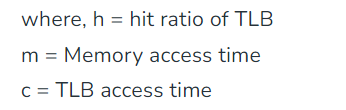 where, h = hit ratio of TLB
m = Memory access time
c = TLB access time